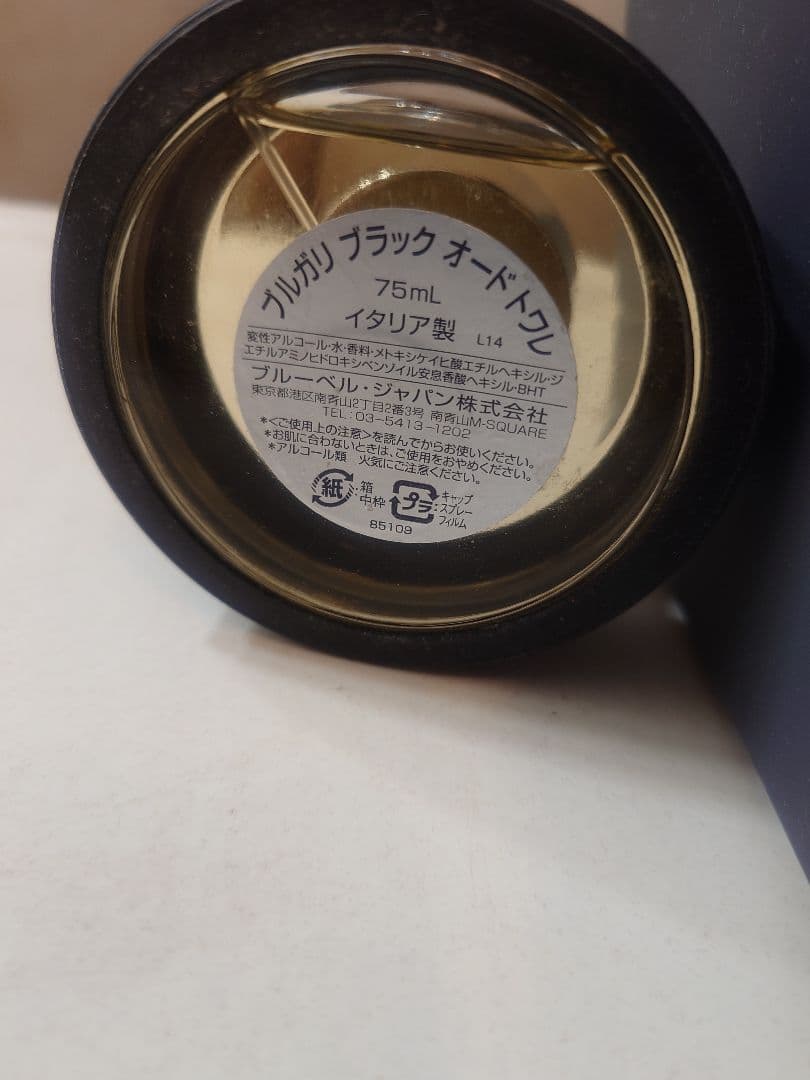 ブルガリ ブラック オード トワレ
75mL
イタリア製 L14
変性アルコール・水・香料・メトキシケイヒ酸エチルヘキシル・ジ
エチルアミノヒドロキシベンゾイル安息香酸ヘキシル・BHT
ブルーベル・ジャパン株式会社
東京都港区南青山2丁目2番3号 南青山M-SQUARE
TEL:03-5413-1202
*<ご使用上の注意>を読んでからお使いください。
*お肌に合わないときは、ご使用をおやめください。
*アルコール類 火気にご注意ください。
紙 :箱
中枠
プラ :キャップ
スプレー
フィルム
85109